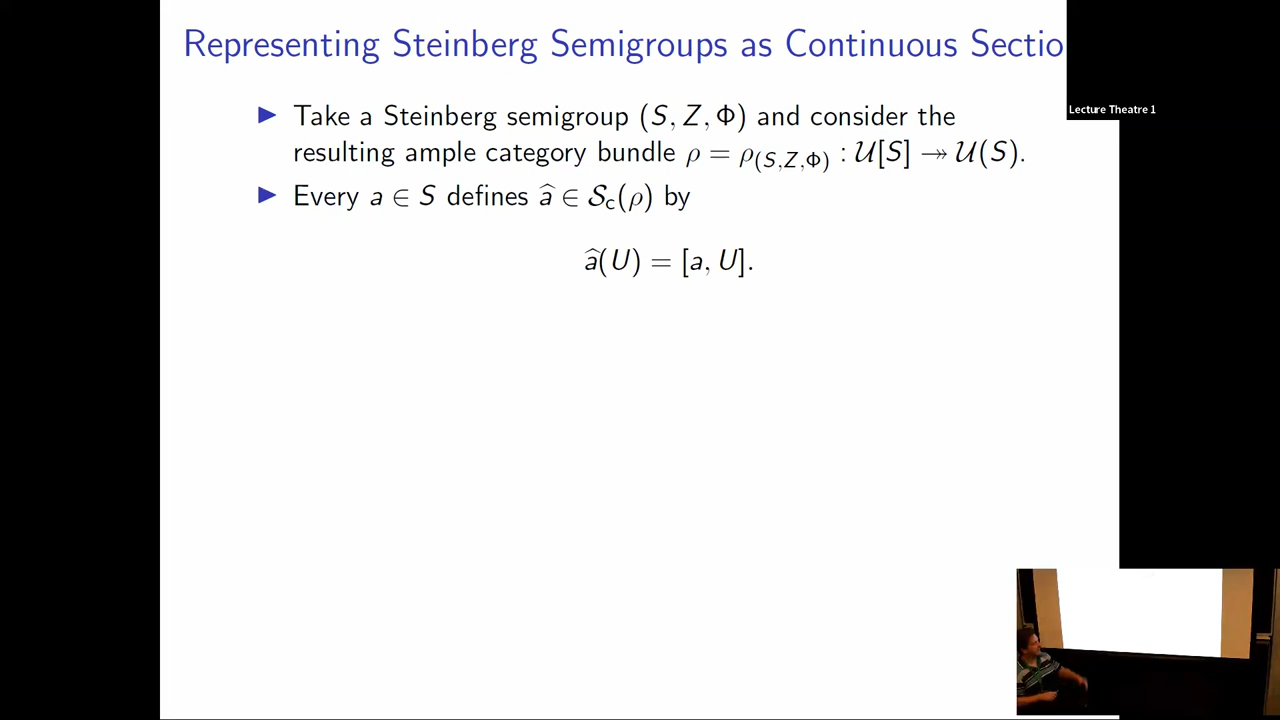 Representing Steinberg Semigroups as Continuous Sectio
Lecture Theatre 1
▶ Take a Steinberg semigroup (S, Z, Φ) and consider the
resulting ample category bundle ρ = ρ_(S,Z,Φ) : 𝒰[S] ↠ 𝒰(S).
▶ Every a ∈ S defines â ∈ 𝒮_c(ρ) by
â(U) = [a, U].